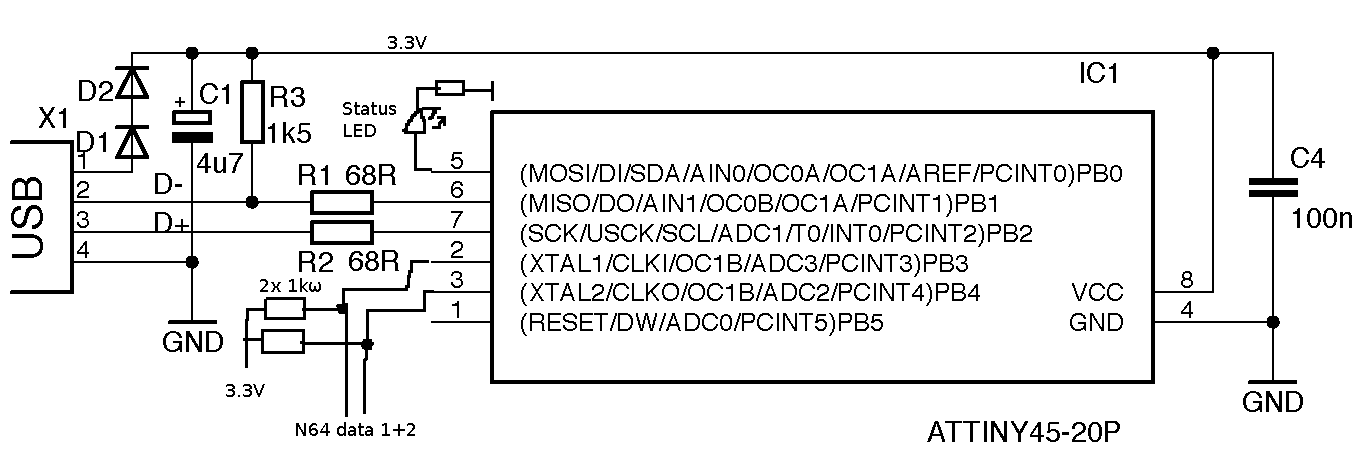 3.3V
IC1
D2
C1
+
R3
1k5
Status
LED
X1
D1
4u7
USB
1
2
3
4
D-
D+
R1 68R
R2 68R
5
6
7
2
3
1
(MOSI/DI/SDA/AIN0/OC0A/OC1A/AREF/PCINT0)PB0
(MISO/DO/AIN1/OC0B/OC1A/PCINT1)PB1
(SCK/USCK/SCL/ADC1/T0/INT0/PCINT2)PB2
(XTAL1/CLKI/OC1B/ADC3/PCINT3)PB3
(XTAL2/CLKO/OC1B/ADC2/PCINT4)PB4
(RESET/DW/ADC0/PCINT5)PB5
VCC
GND
8
4
C4
100n
2x 1kω
GND
3.3V
N64 data 1+2
GND
ATTINY45-20P